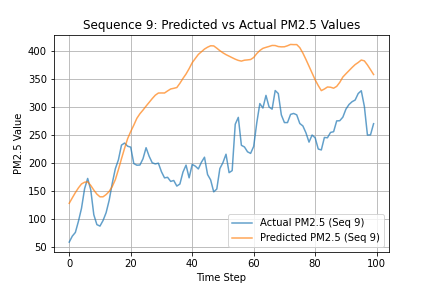 Sequence 9: Predicted vs Actual PM2.5 Values
PM2.5 Value
400
350
300
250
200
150
100
50
0
20
40
60
80
100
Time Step
Actual PM2.5 (Seq 9)
Predicted PM2.5 (Seq 9)